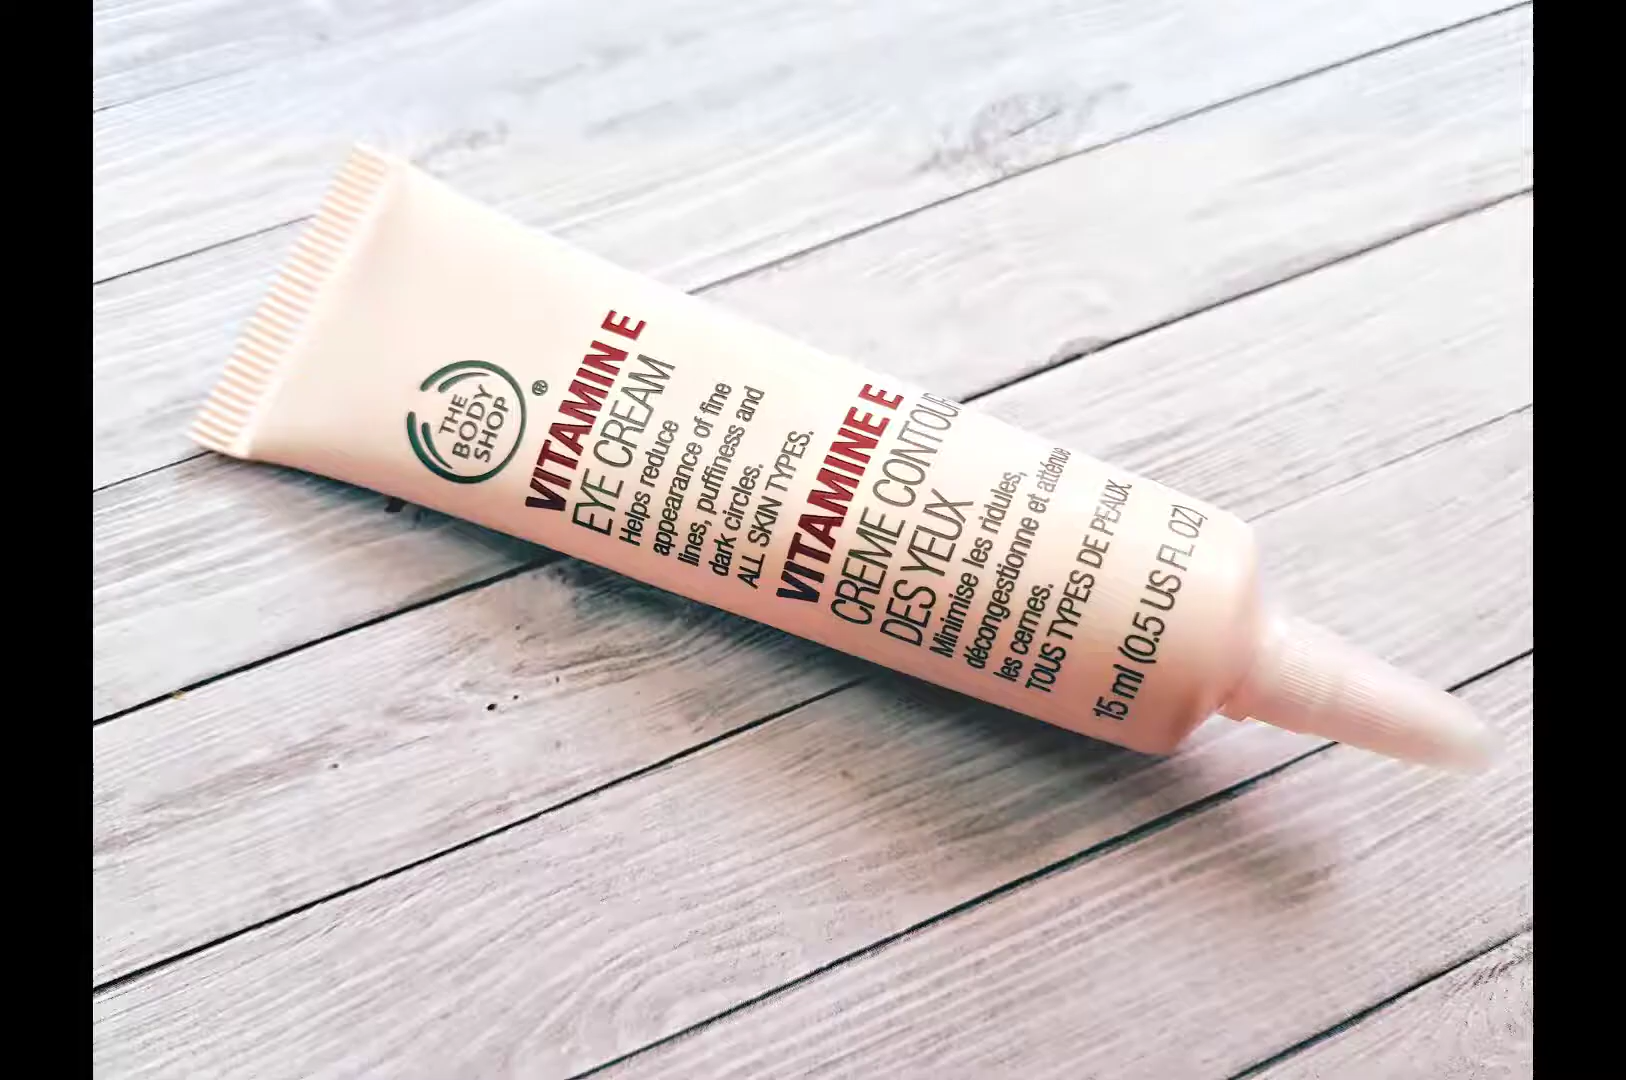 THE
BODY
SHOP
®
VITAMIN E
EYE CREAM
Helps reduce
appearance of fine
lines, puffiness and
dark circles.
ALL SKIN TYPES.
VITAMINE E
CREME CONTOUR
DES YEUX
Minimise les ridules,
décongestionne et atténue
les cernes.
TOUS TYPES DE PEAUX.
15 ml (0.5 US FL OZ)